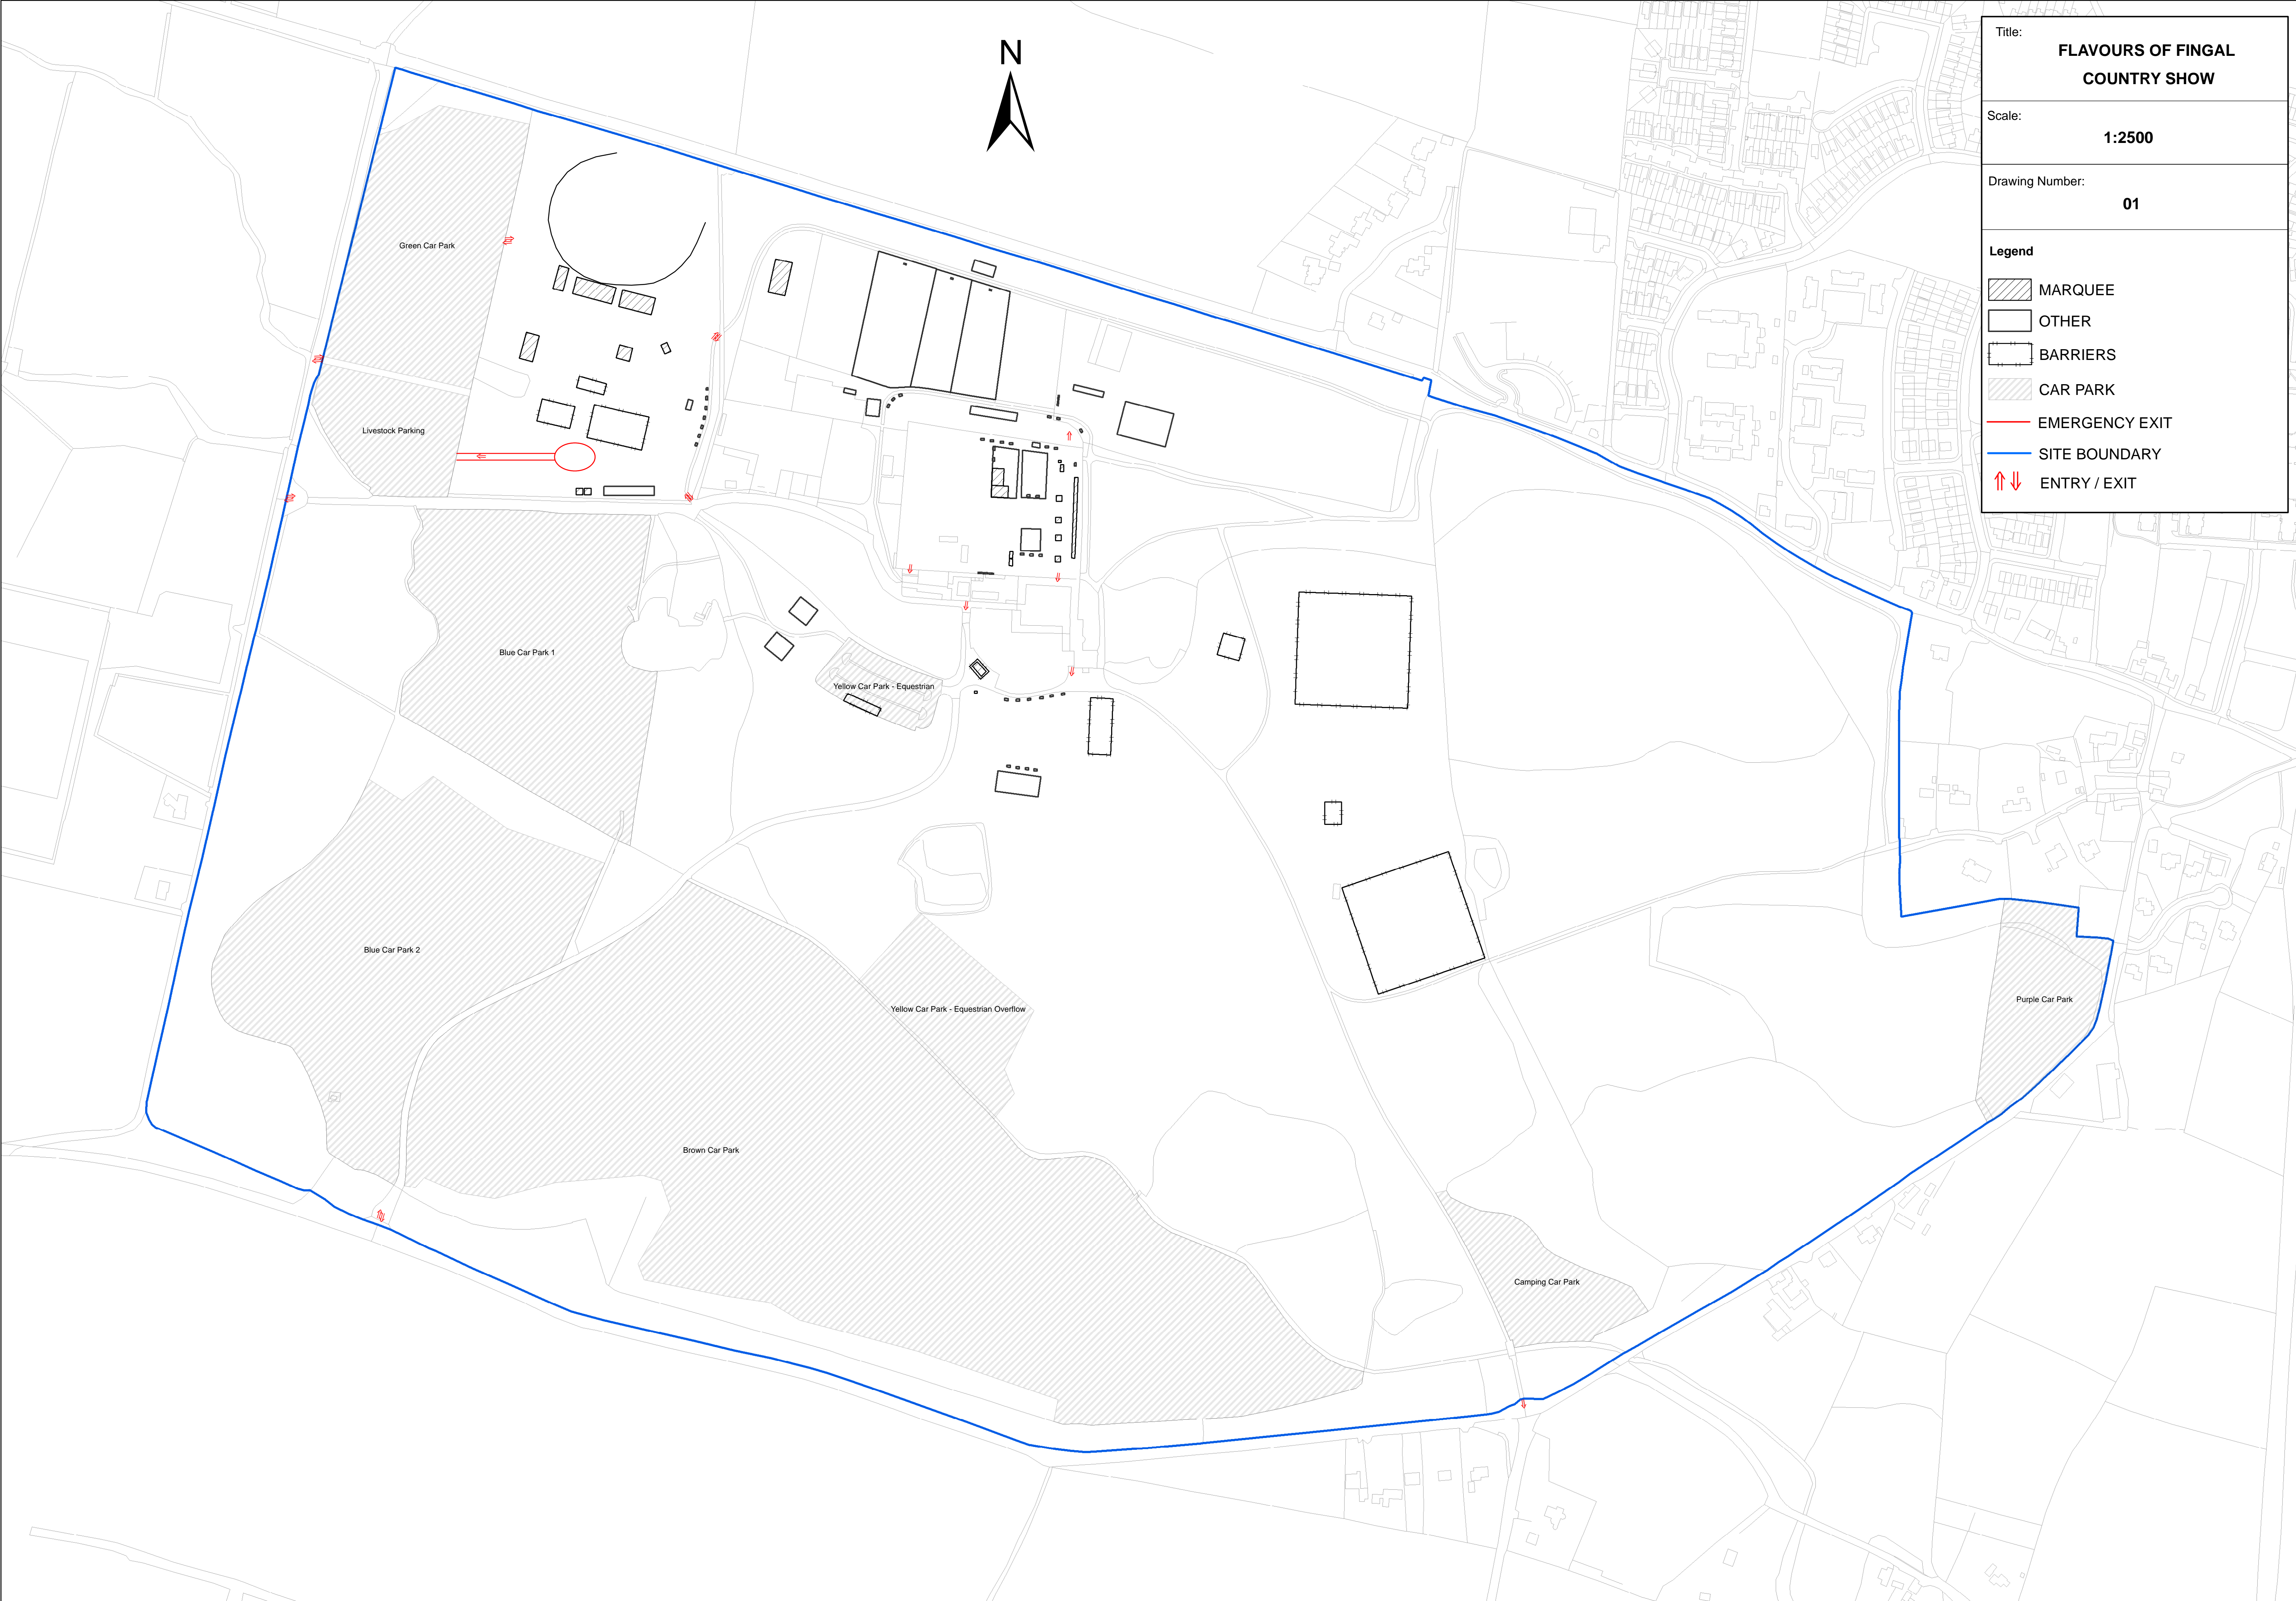 N
Title:
FLAVOURS OF FINGAL
COUNTRY SHOW
Scale:
1:2500
Drawing Number:
01
Legend
MARQUEE
OTHER
BARRIERS
CAR PARK
EMERGENCY EXIT
SITE BOUNDARY
ENTRY / EXIT
Green Car Park
Livestock Parking
Blue Car Park 1
Yellow Car Park - Equestrian
Blue Car Park 2
Yellow Car Park - Equestrian Overflow
Purple Car Park
Brown Car Park
Camping Car Park